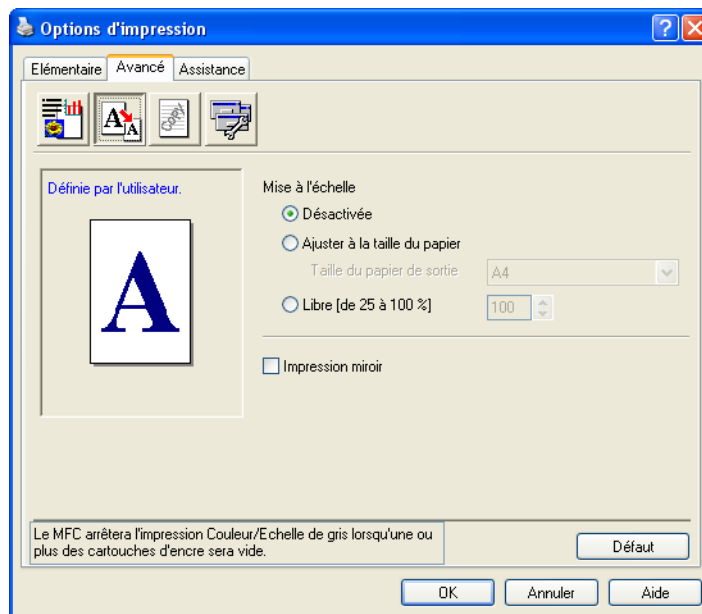 Options d'impression
Elémentaire Avancé Assistance
A A COPY
Définie par l'utilisateur.
A
Mise à l'échelle
Désactivée
Ajuster à la taille du papier
Taille du papier de sortie A4
Libre [de 25 à 100 %] 100
Impression miroir
Le MFC arrêtera l'impression Couleur/Echelle de gris lorsqu'une ou
plus des cartouches d'encre sera vide.
Défaut
OK Annuler Aide